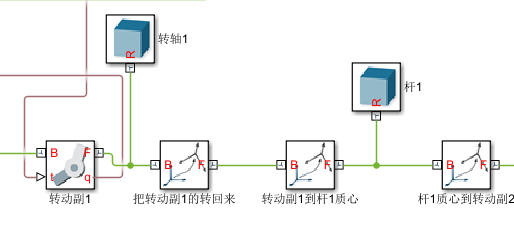 转轴1
R
杆1
R
B F
t q
转动副1
B F
把转动副1的转回来
B F
转动副1到杆1质心
B F
杆1质心到转动副2